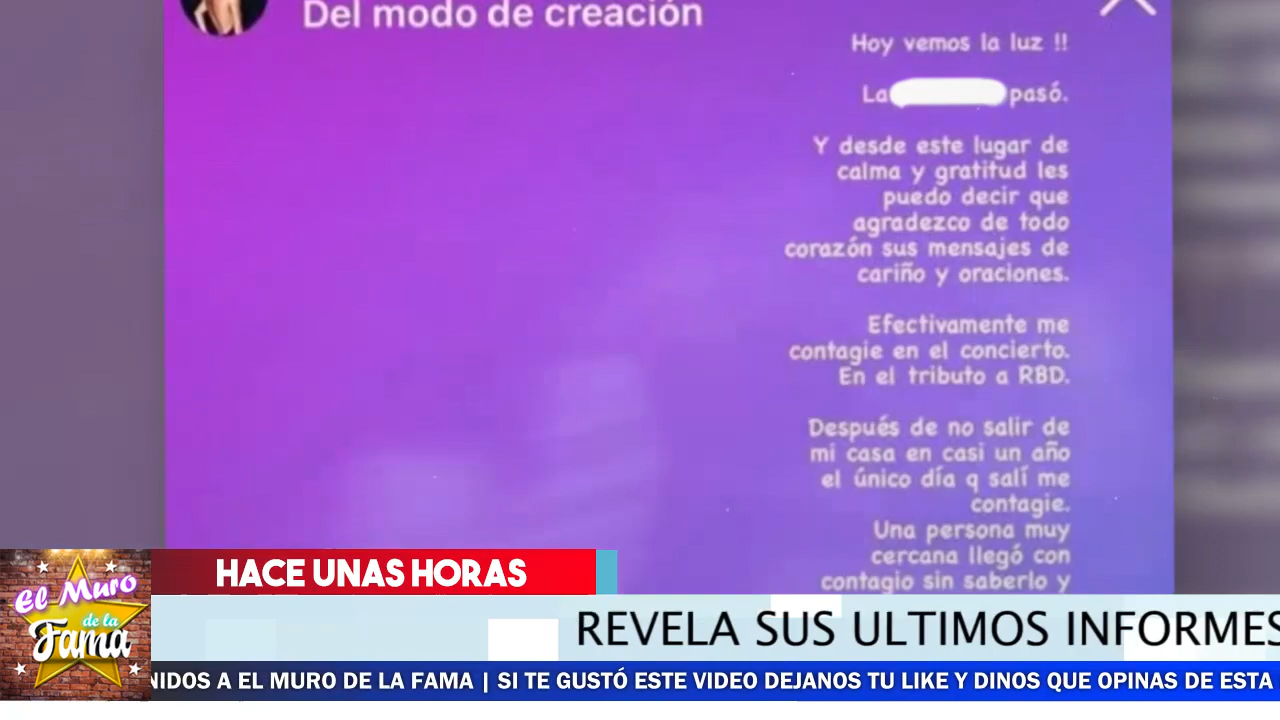 Del modo de creación
Hoy vemos la luz !!
La pasó.
Y desde este lugar de
calma y gratitud les
puedo decir que
agradezco de todo
corazón sus mensajes de
cariño y oraciones.
Efectivamente me
contagie en el concierto.
En el tributo a RBD.
Después de no salir de
mi casa en casi un año
el único día q salí me
contagie.
Una persona muy
cercana llegó con
contagio sin saberlo y
HACE UNAS HORAS
REVELA SUS ULTIMOS INFORMES
El Muro
de la
Fama
NIDOS A EL MURO DE LA FAMA | SI TE GUSTÓ ESTE VIDEO DEJANOS TU LIKE Y DINOS QUE OPINAS DE ESTA